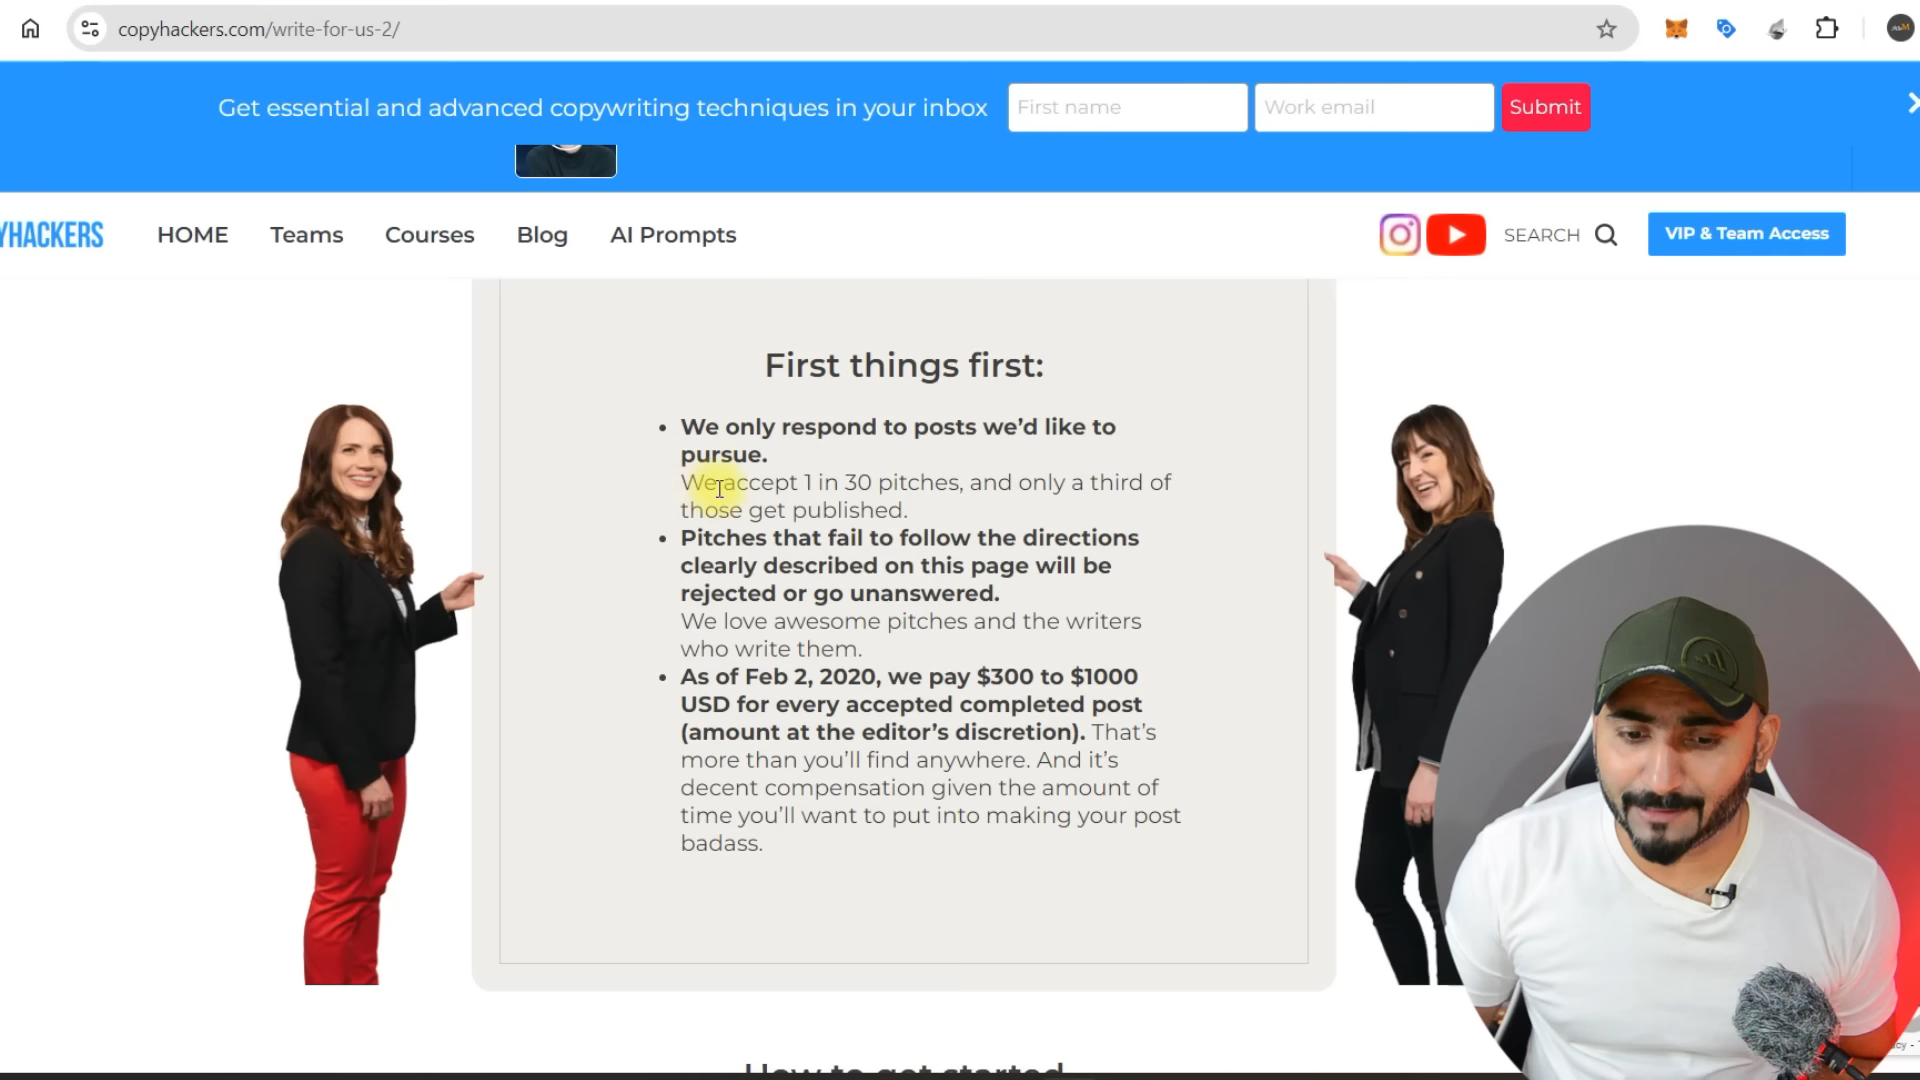 copyhackers.com/write-for-us-2/
Get essential and advanced copywriting techniques in your inbox
First name
Work email
Submit
YHACKERS
HOME
Teams
Courses
Blog
AI Prompts
SEARCH
VIP & Team Access
First things first:
• We only respond to posts we’d like to
pursue.
We accept 1 in 30 pitches, and only a third of
those get published.
• Pitches that fail to follow the directions
clearly described on this page will be
rejected or go unanswered.
We love awesome pitches and the writers
who write them.
• As of Feb 2, 2020, we pay $300 to $1000
USD for every accepted completed post
(amount at the editor’s discretion). That’s
more than you’ll find anywhere. And it’s
decent compensation given the amount of
time you’ll want to put into making your post
badass.
How to get started